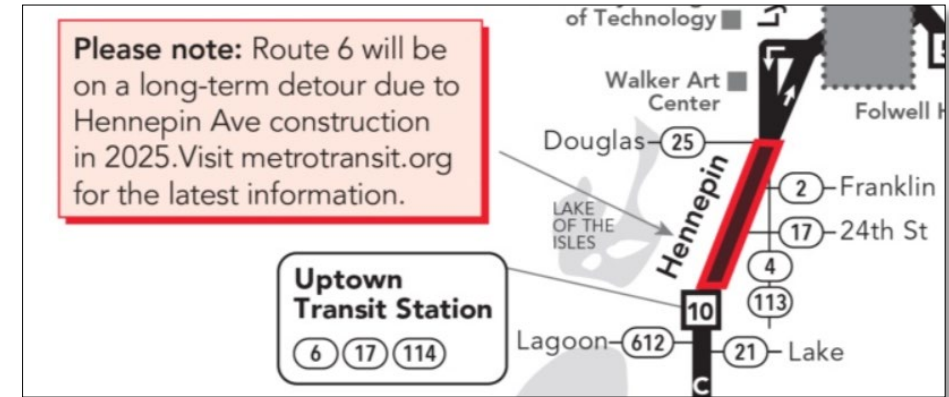 Please note: Route 6 will be
on a long-term detour due to
Hennepin Ave construction
in 2025.Visit metrotransit.org
for the latest information.
of Technology
Ly
Walker Art
Center
Folwell
Douglas
25
Hennepin
2
Franklin
LAKE
OF THE
ISLES
17
24th St
4
113
Uptown
Transit Station
6
17
114
10
Lagoon
612
21
Lake
C